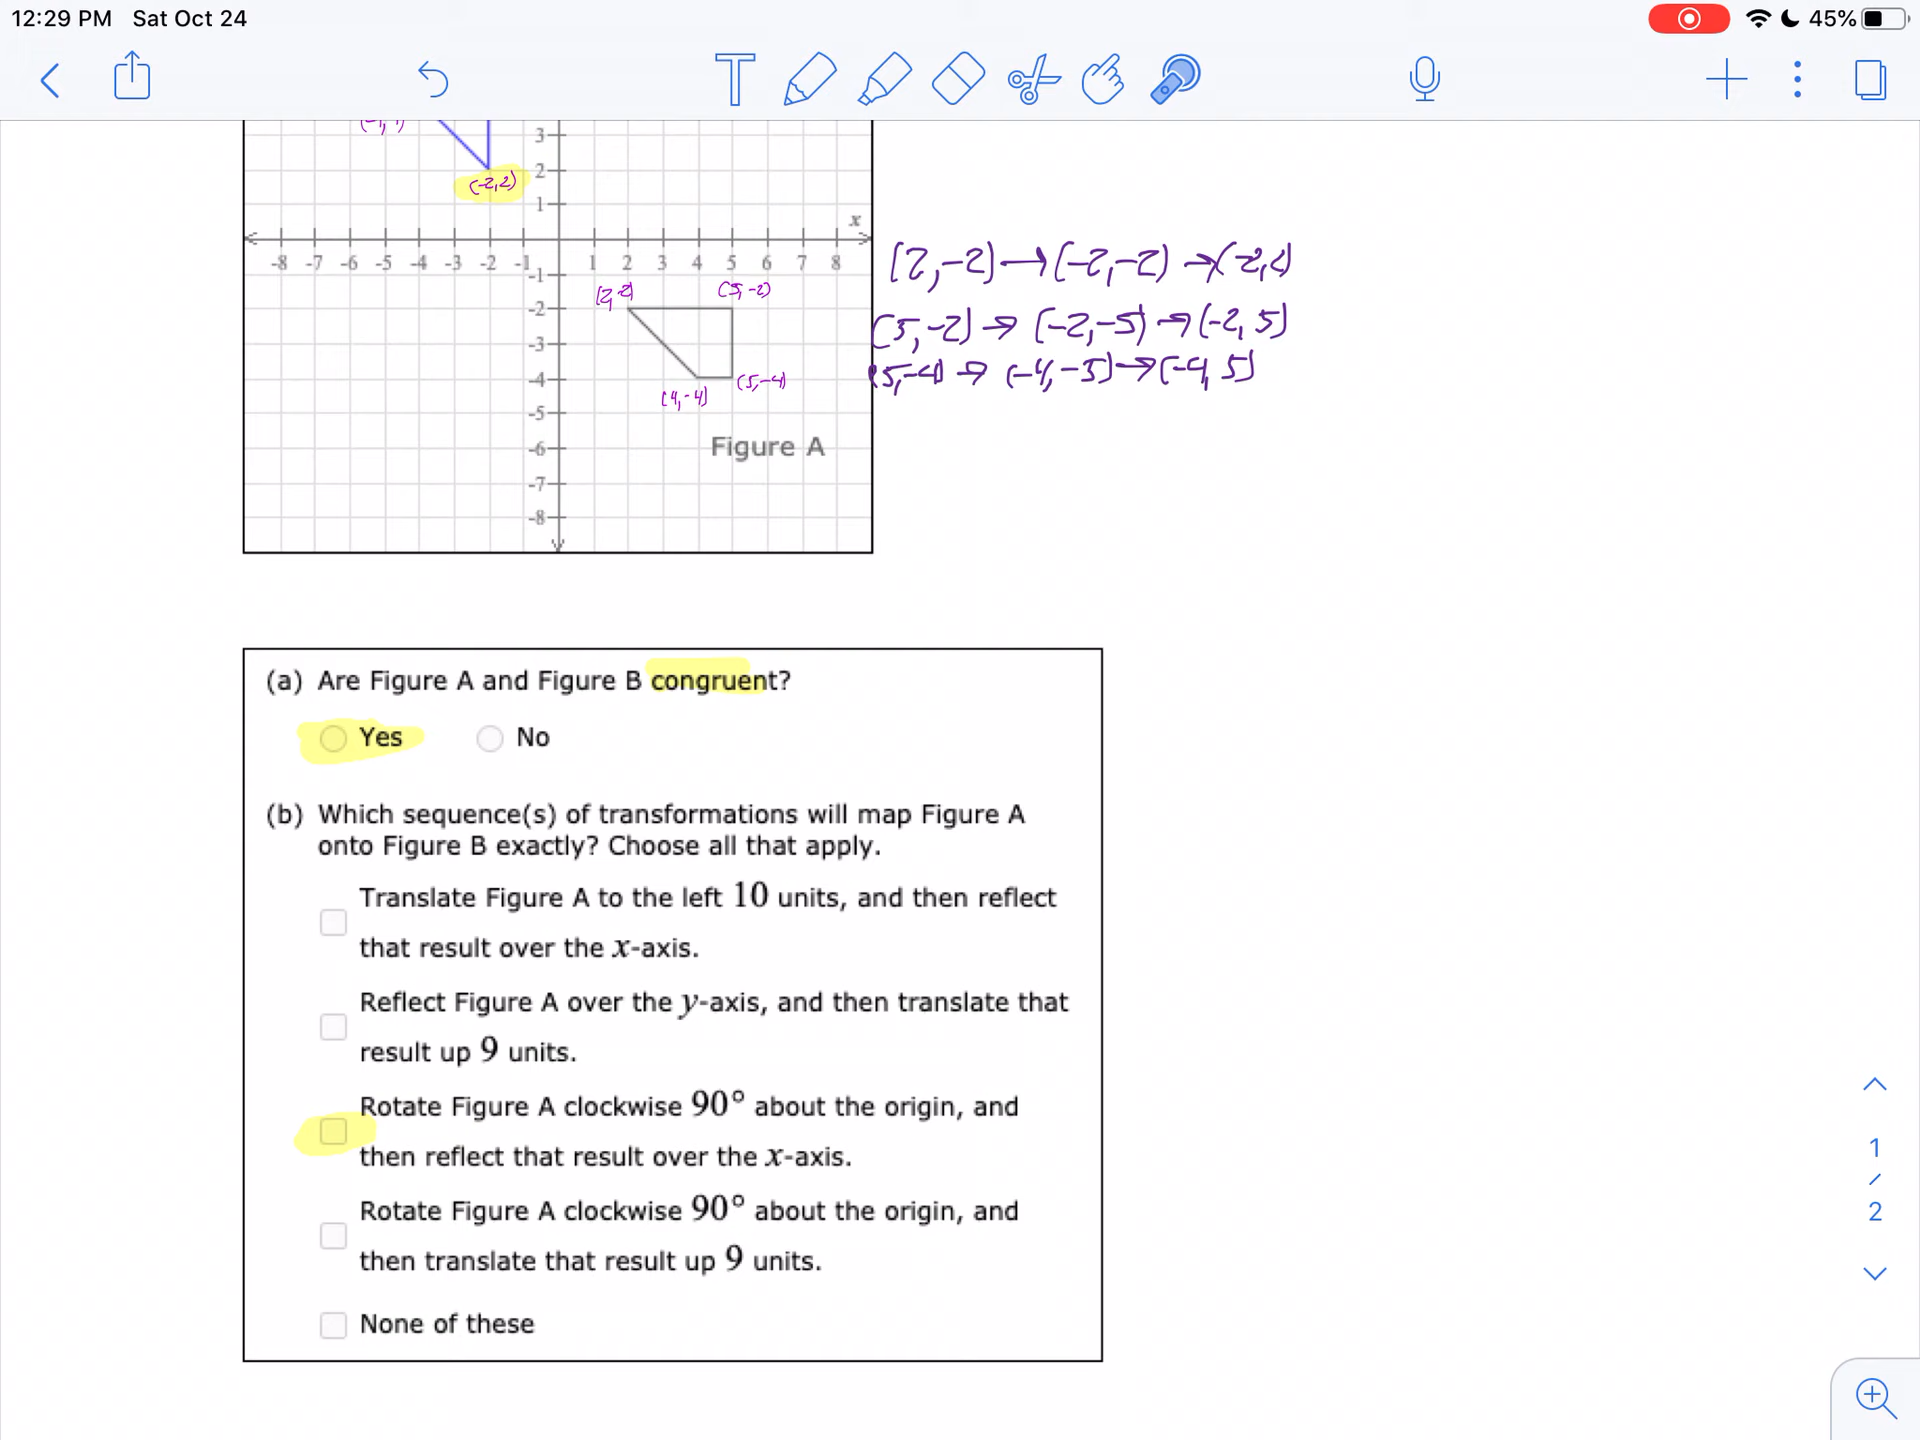 12:29 PM Sat Oct 24
45%
3
(-2,2)
2
1
x
-8 -7 -6 -5 -4 -3 -2 -1 1 2 3 4 5 6 7 8
-1
(2,-2) (5,-2)
-2
-3
-4
(4,-4) (5,-4)
-5
-6
Figure A
-7
-8
(2,-2)→(-2,-2)→(-2,2)
(5,-2)→(-2,-5)→(-2,5)
(5,-4)→(-4,-5)→(-4,5)
(a) Are Figure A and Figure B congruent?
Yes No
(b) Which sequence(s) of transformations will map Figure A
onto Figure B exactly? Choose all that apply.
Translate Figure A to the left 10 units, and then reflect
that result over the x-axis.
Reflect Figure A over the y-axis, and then translate that
result up 9 units.
Rotate Figure A clockwise 90° about the origin, and
then reflect that result over the x-axis.
Rotate Figure A clockwise 90° about the origin, and
then translate that result up 9 units.
None of these
1
/
2